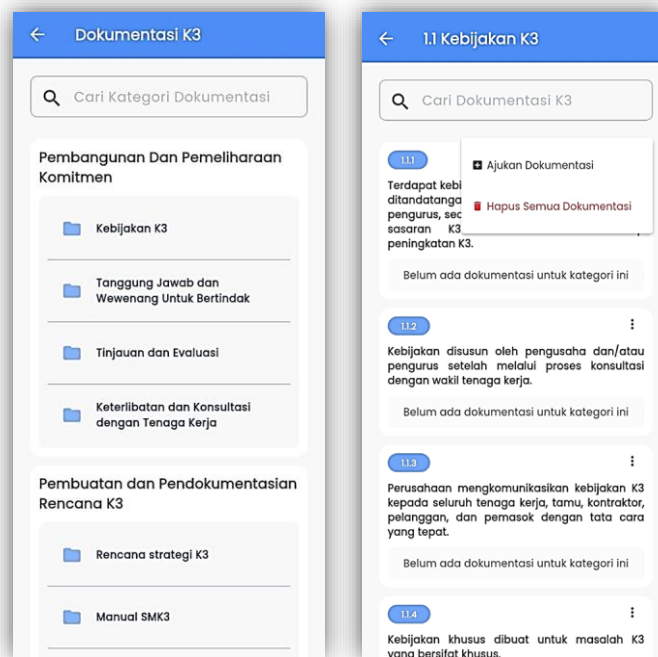 Dokumentasi K3
Cari Kategori Dokumentasi
Pembangunan Dan Pemeliharaan
Komitmen
Kebijakan K3
Tanggung Jawab dan
Wewenang Untuk Bertindak
Tinjauan dan Evaluasi
Keterlibatan dan Konsultasi
dengan Tenaga Kerja
Pembuatan dan Pendokumentasian
Rencana K3
Rencana strategi K3
Manual SMK3
1.1 Kebijakan K3
Cari Dokumentasi K3
1.1.1
Ajukan Dokumentasi
Hapus Semua Dokumentasi
Terdapat
pengurus,
sasaran K3
peningkatan K3.
Belum ada dokumentasi untuk kategori ini
1.1.2
Kebijakan disusun oleh pengusaha dan/atau
pengurus setelah melalui proses konsultasi
dengan wakil tenaga kerja.
Belum ada dokumentasi untuk kategori ini
1.1.3
Perusahaan mengkomunikasikan kebijakan K3
kepada seluruh tenaga kerja, tamu, kontraktor,
pelanggan, dan pemasok dengan tata cara
yang tepat.
Belum ada dokumentasi untuk kategori ini
1.1.4
Kebijakan khusus dibuat untuk masalah K3
yang bersifat khusus.